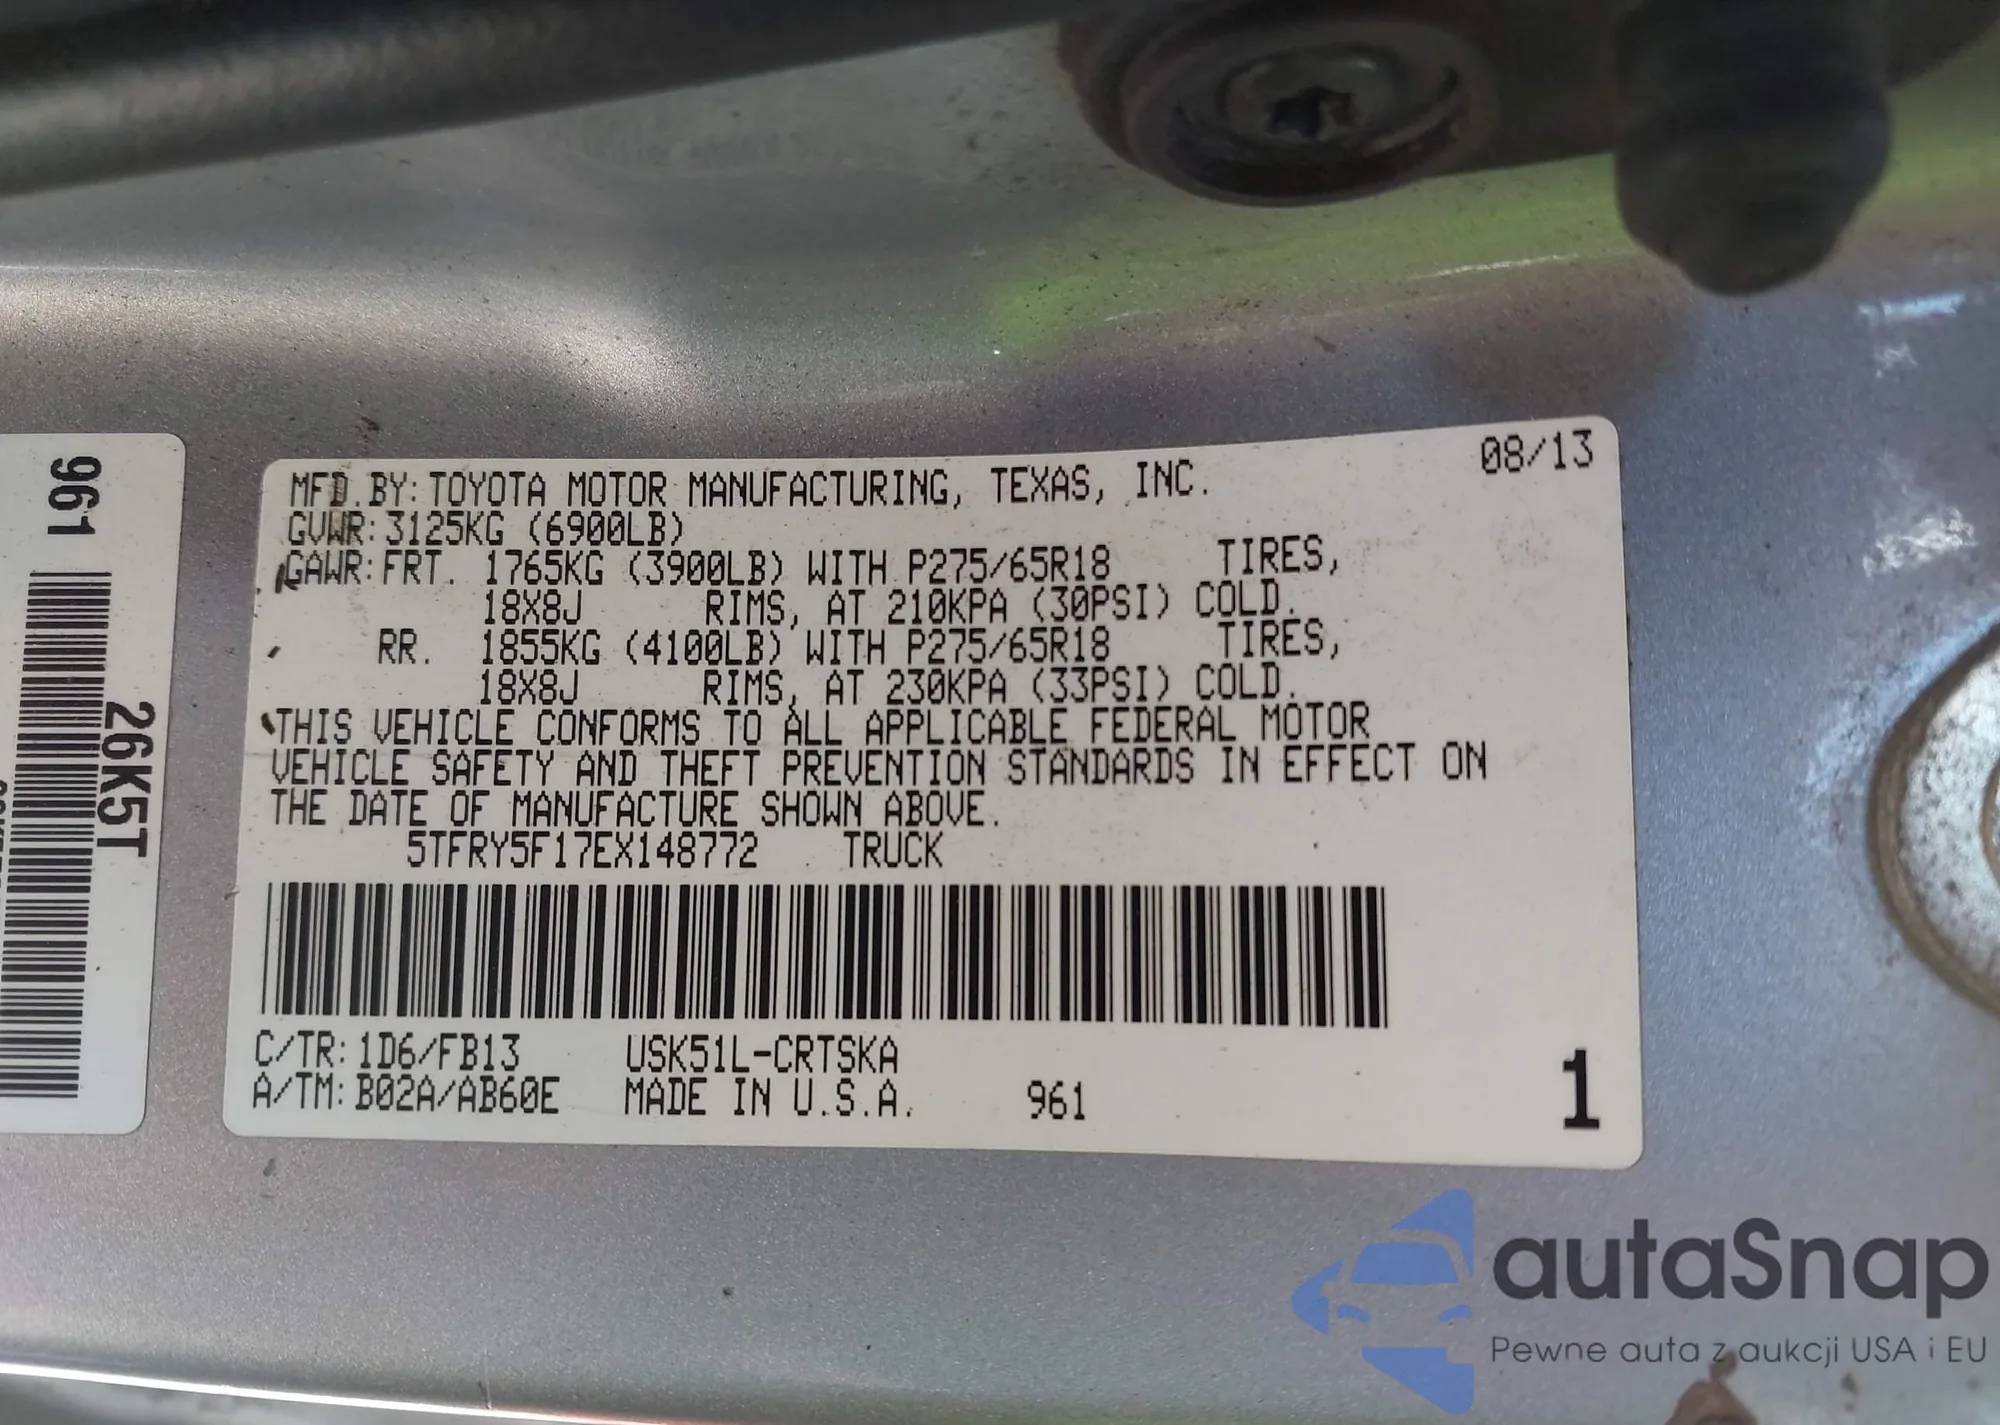 08/13
MFD.BY: TOYOTA MOTOR MANUFACTURING, TEXAS, INC.
GVWR: 3125KG (6900LB)
GAWR: FRT. 1765KG (3900LB) WITH P275/65R18 TIRES,
18X8J RIMS, AT 210KPA (30PSI) COLD.
RR. 1855KG (4100LB) WITH P275/65R18 TIRES,
18X8J RIMS, AT 230KPA (33PSI) COLD.
THIS VEHICLE CONFORMS TO ALL APPLICABLE FEDERAL MOTOR
VEHICLE SAFETY AND THEFT PREVENTION STANDARDS IN EFFECT ON
THE DATE OF MANUFACTURE SHOWN ABOVE.
5TFRY5F17EX148772 TRUCK
C/TR: 1D6/FB13 USK51L-CRTSKA
A/TM: B02A/AB60E MADE IN U.S.A. 961
1
961
26K5T
autaSnap
Pewne auta z aukcji USA i EU